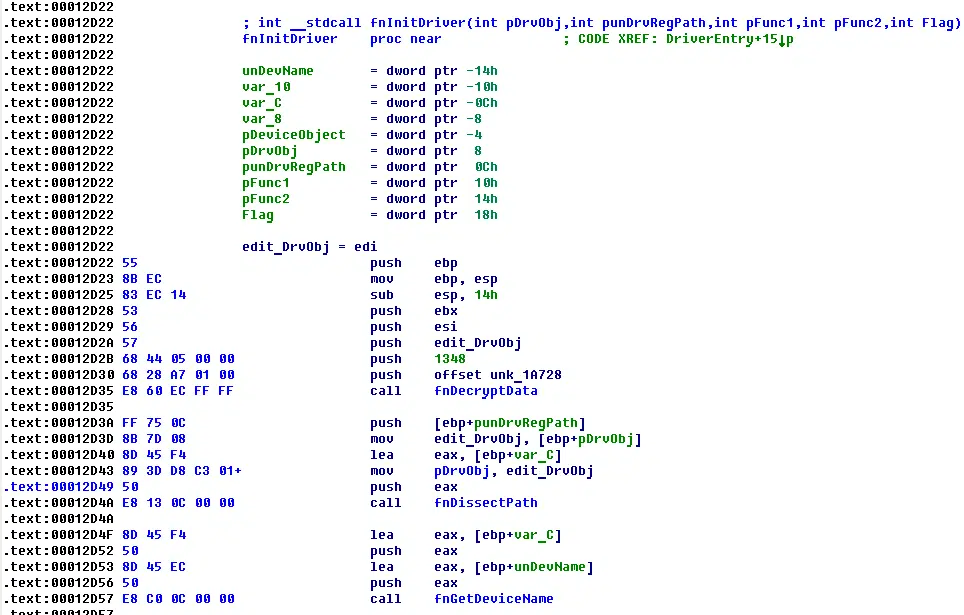 .text:00012D22
.text:00012D22 ; int __stdcall fnInitDriver(int pDrvObj,int punDrvRegPath,int pFunc1,int pFunc2,int Flag)
.text:00012D22 fnInitDriver proc near ; CODE XREF: DriverEntry+15↓p
.text:00012D22
.text:00012D22 unDevName = dword ptr -14h
.text:00012D22 var_10 = dword ptr -10h
.text:00012D22 var_C = dword ptr -0Ch
.text:00012D22 var_8 = dword ptr -8
.text:00012D22 pDeviceObject = dword ptr -4
.text:00012D22 pDrvObj = dword ptr 8
.text:00012D22 punDrvRegPath = dword ptr 0Ch
.text:00012D22 pFunc1 = dword ptr 10h
.text:00012D22 pFunc2 = dword ptr 14h
.text:00012D22 Flag = dword ptr 18h
.text:00012D22
.text:00012D22 edit_DrvObj = edi
.text:00012D22 55 push ebp
.text:00012D23 8B EC mov ebp, esp
.text:00012D25 83 EC 14 sub esp, 14h
.text:00012D28 53 push ebx
.text:00012D29 56 push esi
.text:00012D2A 57 push edit_DrvObj
.text:00012D2B 68 44 05 00 00 push 1348
.text:00012D30 68 28 A7 01 00 push offset unk_1A728
.text:00012D35 E8 60 EC FF FF call fnDecryptData
.text:00012D35
.text:00012D3A FF 75 0C push [ebp+punDrvRegPath]
.text:00012D3D 8B 7D 08 mov edit_DrvObj, [ebp+pDrvObj]
.text:00012D40 8D 45 F4 lea eax, [ebp+var_C]
.text:00012D43 89 3D D8 C3 01+ mov pDrvObj, edit_DrvObj
.text:00012D49 50 push eax
.text:00012D4A E8 13 0C 00 00 call fnDissectPath
.text:00012D4A
.text:00012D4F 8D 45 F4 lea eax, [ebp+var_C]
.text:00012D52 50 push eax
.text:00012D53 8D 45 EC lea eax, [ebp+unDevName]
.text:00012D56 50 push eax
.text:00012D57 E8 C0 0C 00 00 call fnGetDeviceName